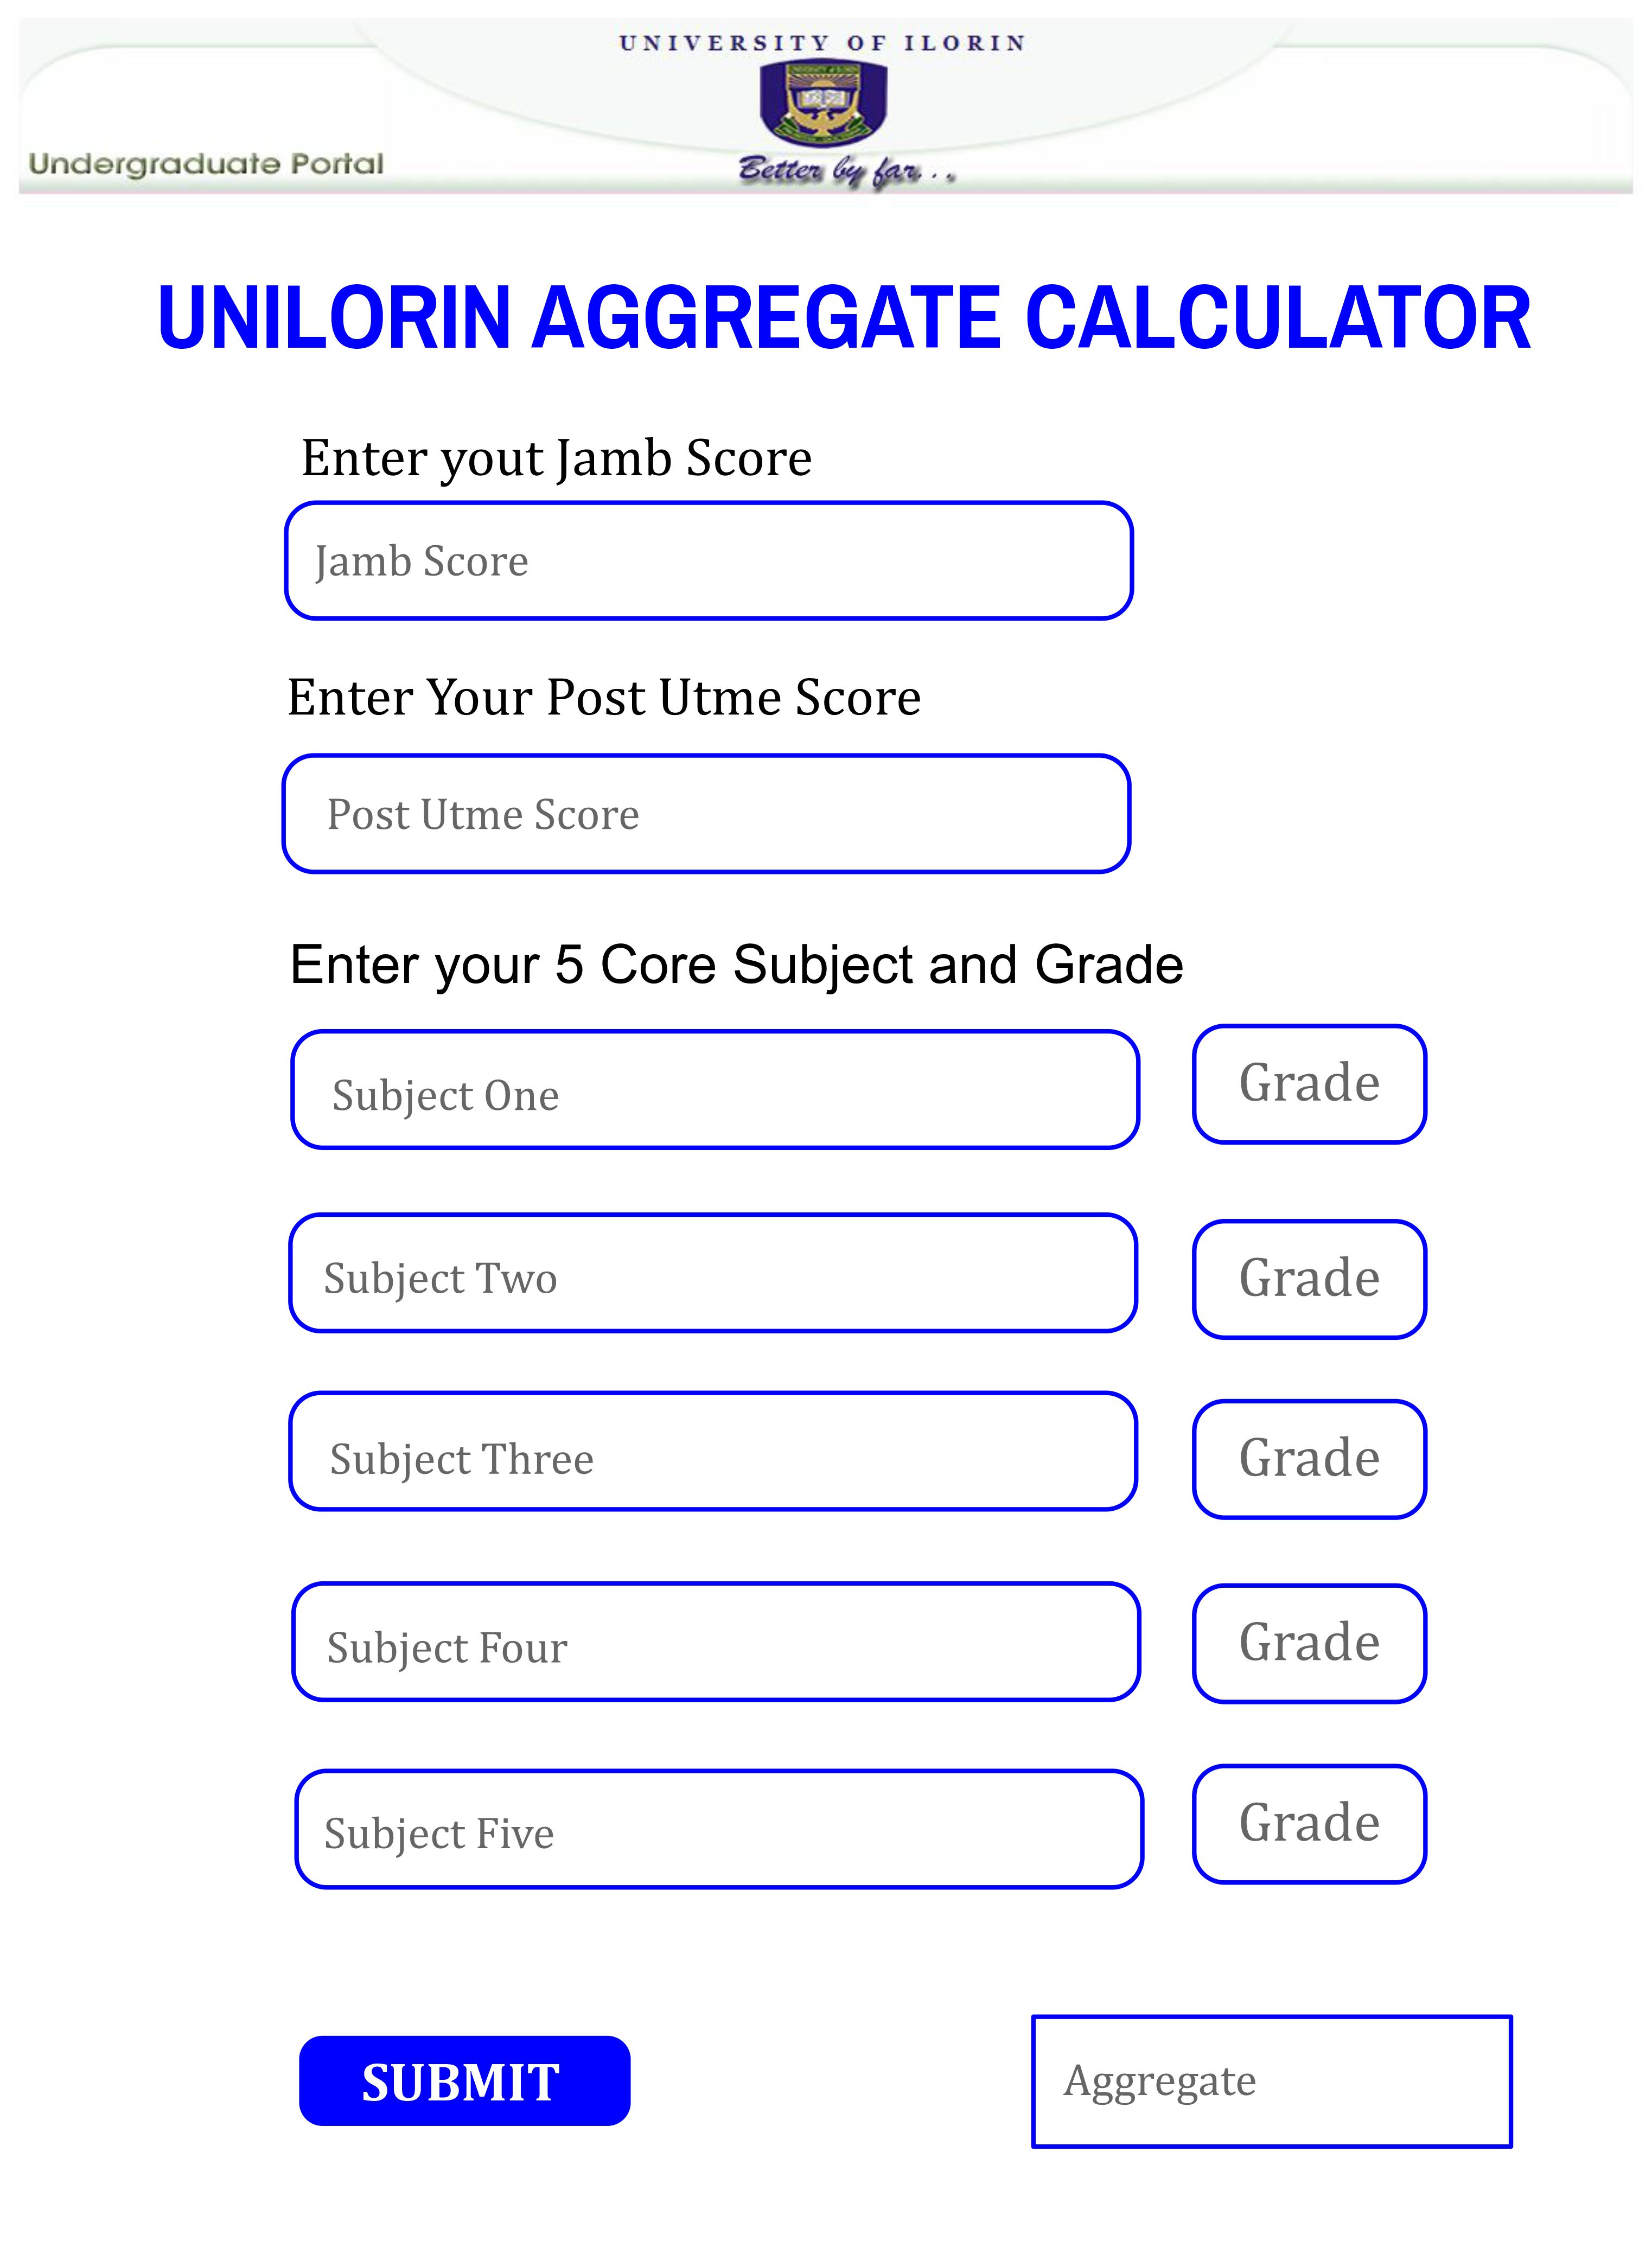 UNIVERSITY OF ILORIN
Undergraduate Portal
Better by far...
UNILORIN AGGREGATE CALCULATOR
Enter yout Jamb Score
Jamb Score
Enter Your Post Utme Score
Post Utme Score
Enter your 5 Core Subject and Grade
Subject One
Grade
Subject Two
Grade
Subject Three
Grade
Subject Four
Grade
Subject Five
Grade
SUBMIT
Aggregate